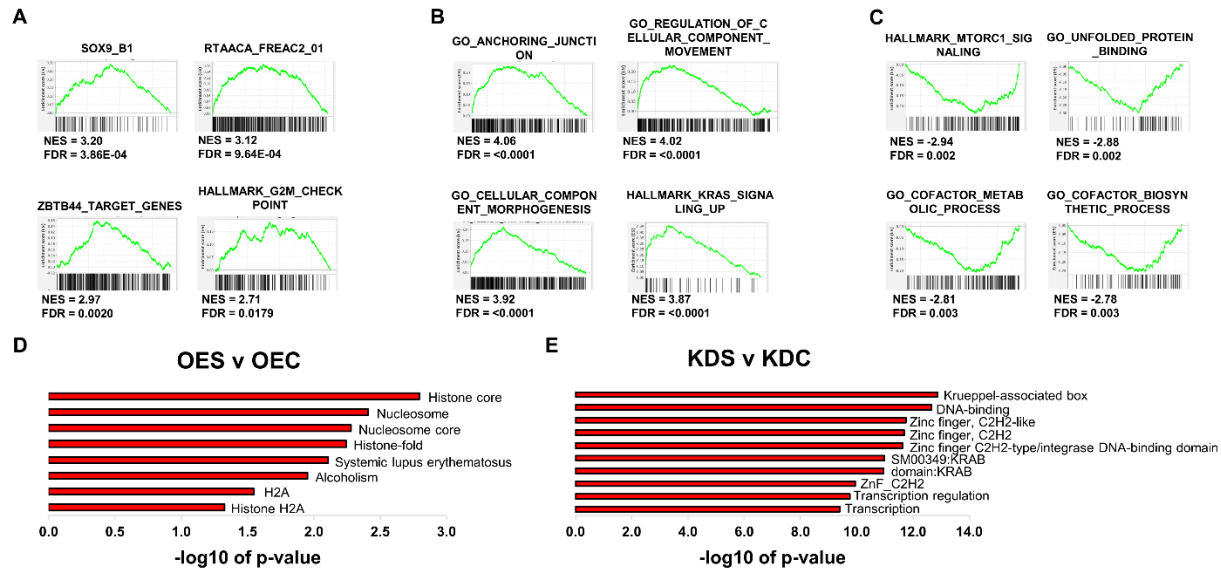 A
SOX9_B1
RTAACA_FREAC2_01
NES = 3.20
FDR = 3.86E-04
NES = 3.12
FDR = 9.64E-04
ZBTB44_TARGET_GENES
HALLMARK_G2M_CHECK
POINT
NES = 2.97
FDR = 0.0020
NES = 2.71
FDR = 0.0179
B
GO_ANCHORING_JUNCTI
ON
GO_REGULATION_OF_C
ELLULAR_COMPONENT_
MOVEMENT
NES = 4.06
FDR = <0.0001
NES = 4.02
FDR = <0.0001
GO_CELLULAR_COMPON
ENT_MORPHOGENESIS
HALLMARK_KRAS_SIGNA
LING_UP
NES = 3.92
FDR = <0.0001
NES = 3.87
FDR = <0.0001
C
HALLMARK_MTORC1_SIG
NALING
GO_UNFOLDED_PROTEIN
_BINDING
NES = -2.94
FDR = 0.002
NES = -2.88
FDR = 0.002
GO_COFACTOR_METAB
OLIC_PROCESS
GO_COFACTOR_BIOSYN
THETIC_PROCESS
NES = -2.81
FDR = 0.003
NES = -2.78
FDR = 0.003
D
OES v OEC
Histone core
Nucleosome
Nucleosome core
Histone-fold
Systemic lupus erythematosus
Alcoholism
H2A
Histone H2A
0.0 0.5 1.0 1.5 2.0 2.5 3.0
-log10 of p-value
E
KDS v KDC
Krueppel-associated box
DNA-binding
Zinc finger, C2H2-like
Zinc finger, C2H2
Zinc finger C2H2-type/integrase DNA-binding domain
SM00349:KRAB
domain:KRAB
ZnF_C2H2
Transcription regulation
Transcription
0.0 2.0 4.0 6.0 8.0 10.0 12.0 14.0
-log10 of p-value